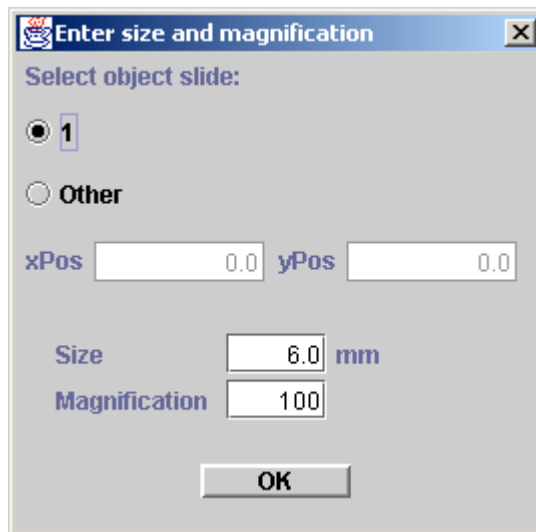 Enter size and magnification
Select object slide:
1
Other
xPos 0.0 yPos 0.0
Size 6.0 mm
Magnification 100
OK